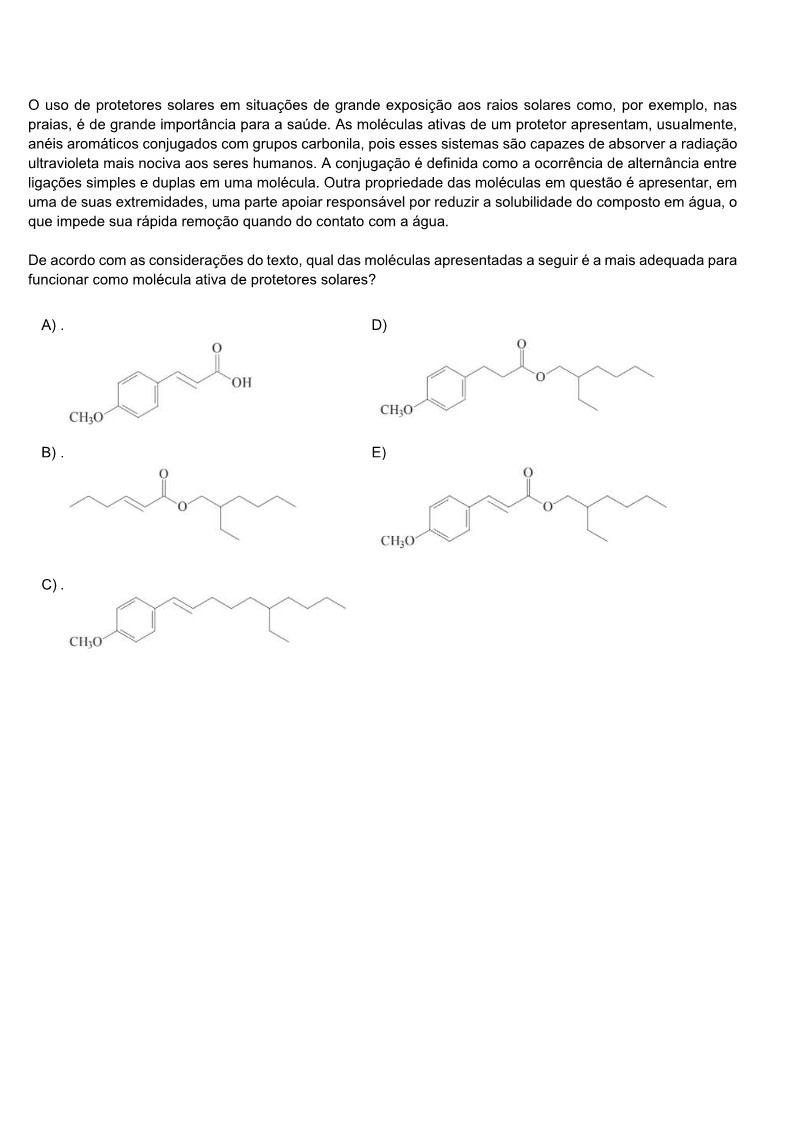 O uso de protetores solares em situações de grande exposição aos raios solares como, por exemplo, nas
praias, é de grande importância para a saúde. As moléculas ativas de um protetor apresentam, usualmente,
anéis aromáticos conjugados com grupos carbonila, pois esses sistemas são capazes de absorver a radiação
ultravioleta mais nociva aos seres humanos. A conjugação é definida como a ocorrência de alternância entre
ligações simples e duplas em uma molécula. Outra propriedade das moléculas em questão é apresentar, em
uma de suas extremidades, uma parte apoiar responsável por reduzir a solubilidade do composto em água, o
que impede sua rápida remoção quando do contato com a água.
De acordo com as considerações do texto, qual das moléculas apresentadas a seguir é a mais adequada para
funcionar como molécula ativa de protetores solares?
A) .
O
OH
CH₃O
B) .
O
O
C) .
CH₃O
D)
O
O
CH₃O
E)
O
O
CH₃O